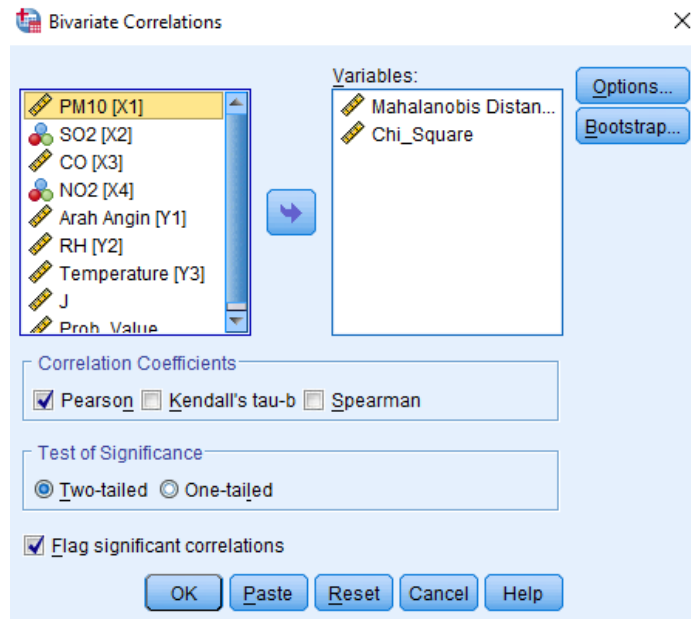 Bivariate Correlations
Variables:
PM10 [X1]
SO2 [X2]
CO [X3]
NO2 [X4]
Arah Angin [Y1]
RH [Y2]
Temperature [Y3]
J
Prob_Value
Mahalanobis Distan...
Chi_Square
Options...
Bootstrap...
Correlation Coefficients
Pearson Kendall's tau-b Spearman
Test of Significance
Two-tailed One-tailed
Flag significant correlations
OK Paste Reset Cancel Help